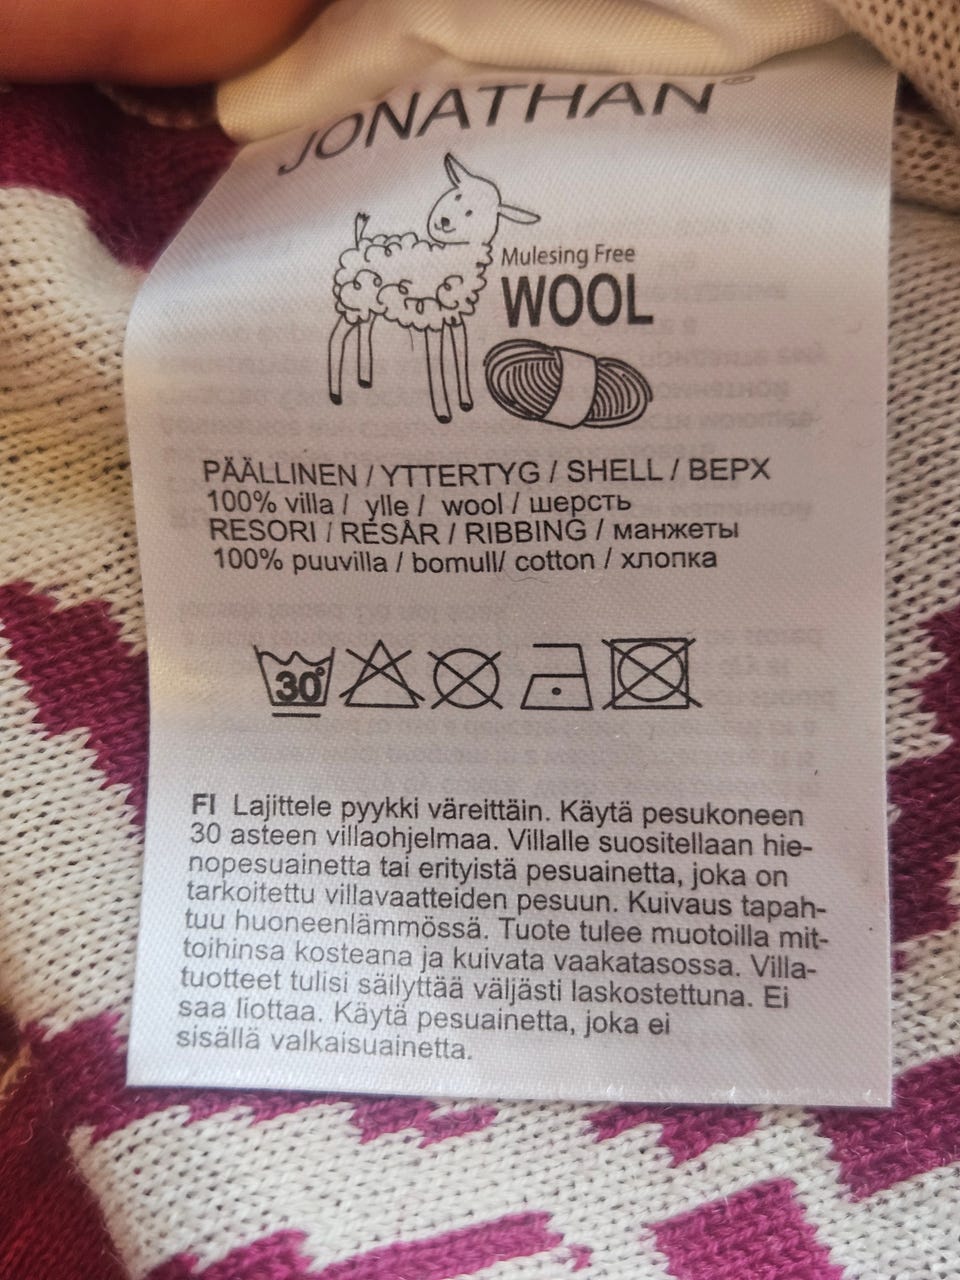 JONATHAN®
Mulesing Free
WOOL
PÄÄLLINEN / YTTERTYG / SHELL / ВЕРХ
100% villa / ylle / wool / шерсть
RESORI / RESÅR / RIBBING / манжеты
100% puuvilla / bomull/ cotton / хлопка
30°
FI Lajittele pyykki väreittäin. Käytä pesukoneen
30 asteen villaohjelmaa. Villalle suositellaan hie-
nopesuainetta tai erityistä pesuainetta, joka on
tarkoitettu villavaatteiden pesuun. Kuivaus tapah-
tuu huoneenlämmössä. Tuote tulee muotoilla mit-
toihinsa kosteana ja kuivata vaakatasossa. Villa-
tuotteet tulisi säilyttää väljästi laskostettuna. Ei
saa liottaa. Käytä pesuainetta, joka ei
sisällä valkaisuainetta.